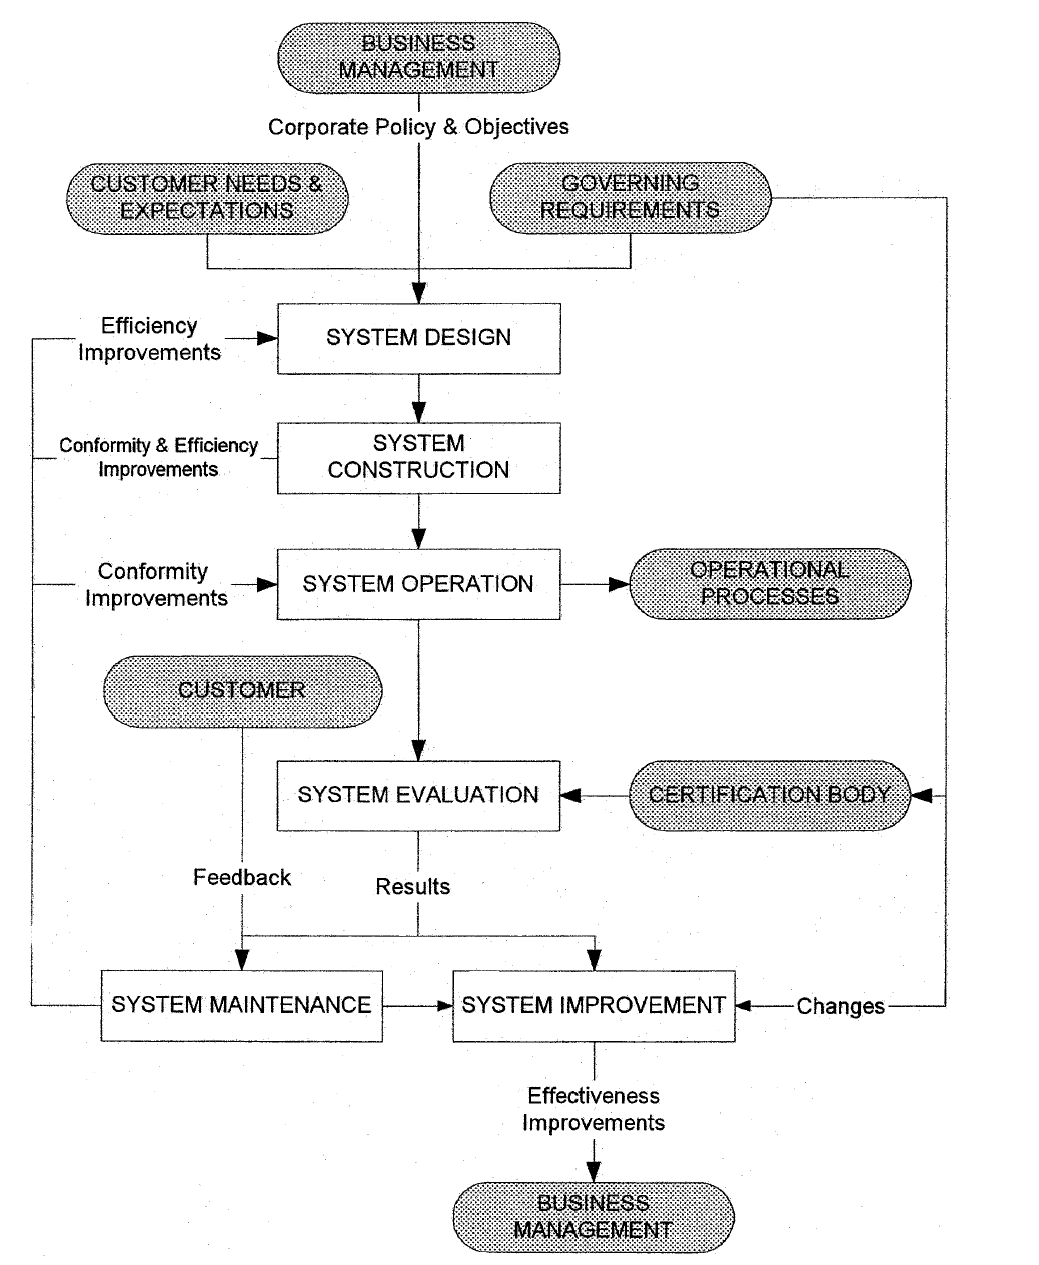 BUSINESS
MANAGEMENT
Corporate Policy & Objectives
CUSTOMER NEEDS &
EXPECTATIONS
GOVERNING
REQUIREMENTS
Efficiency
Improvements
SYSTEM DESIGN
Conformity & Efficiency
Improvements
SYSTEM
CONSTRUCTION
Conformity
Improvements
SYSTEM OPERATION
OPERATIONAL
PROCESSES
CUSTOMER
SYSTEM EVALUATION
CERTIFICATION BODY
Feedback
Results
SYSTEM MAINTENANCE
SYSTEM IMPROVEMENT
Changes
Effectiveness
Improvements
BUSINESS
MANAGEMENT